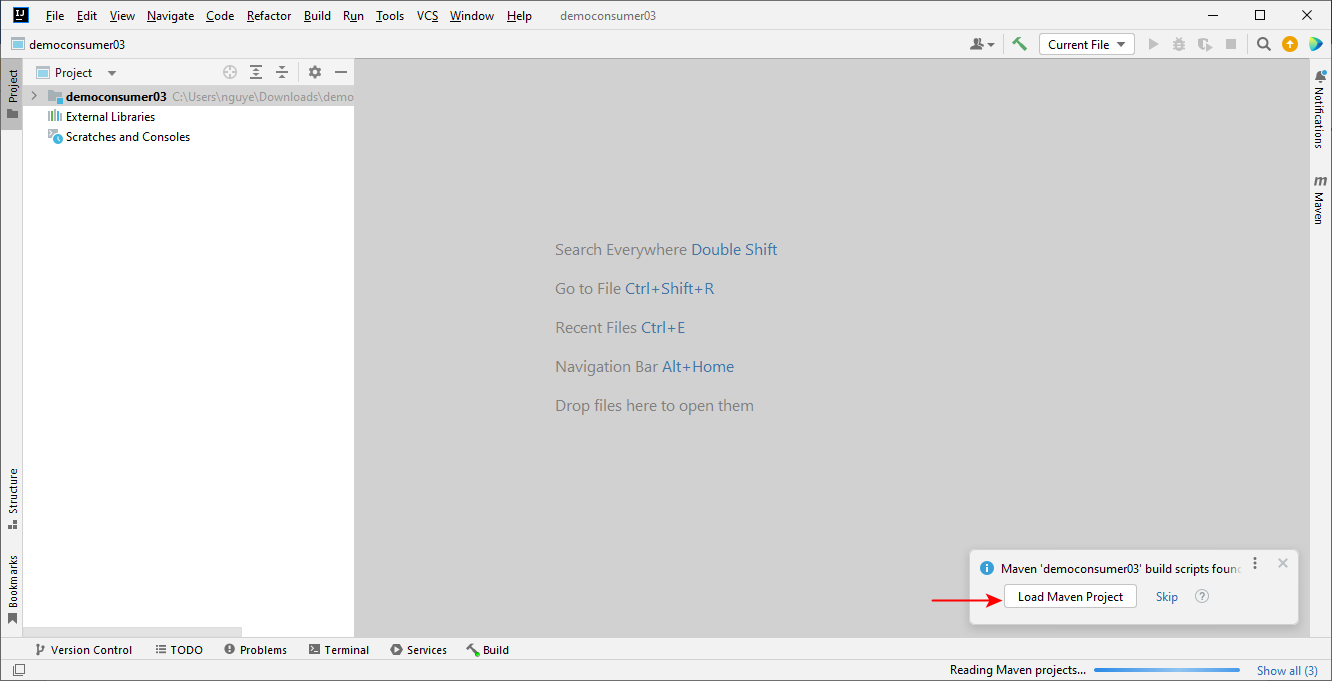 File Edit View Navigate Code Refactor Build Run Tools VCS Window Help democonsumer03
democonsumer03
Current File
Project
Project
democonsumer03 C:\Users\nguye\Downloads\demo
External Libraries
Scratches and Consoles
Notifications
m
Maven
Search Everywhere Double Shift
Go to File Ctrl+Shift+R
Recent Files Ctrl+E
Navigation Bar Alt+Home
Drop files here to open them
Structure
Bookmarks
Maven 'democonsumer03' build scripts foun
Load Maven Project Skip ?
Version Control TODO Problems Terminal Services Build
Reading Maven projects... Show all (3)